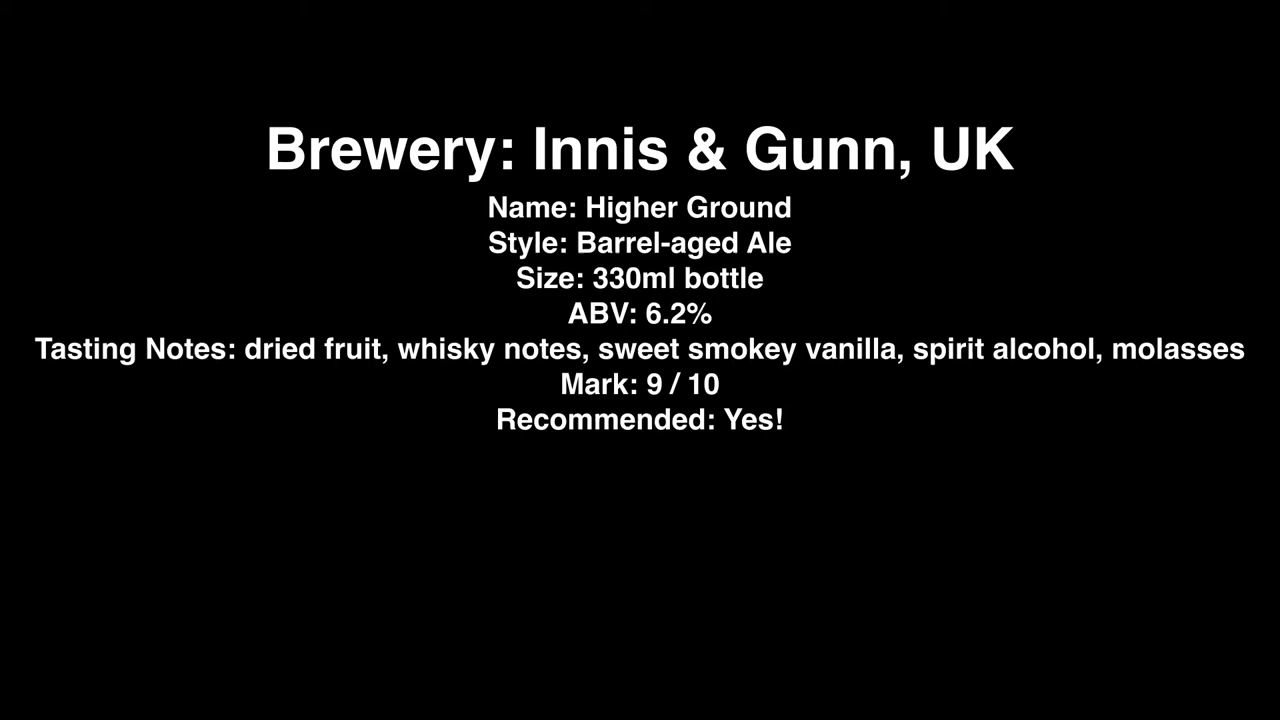 Brewery: Innis & Gunn, UK
Name: Higher Ground
Style: Barrel-aged Ale
Size: 330ml bottle
ABV: 6.2%
Tasting Notes: dried fruit, whisky notes, sweet smokey vanilla, spirit alcohol, molasses
Mark: 9 / 10
Recommended: Yes!